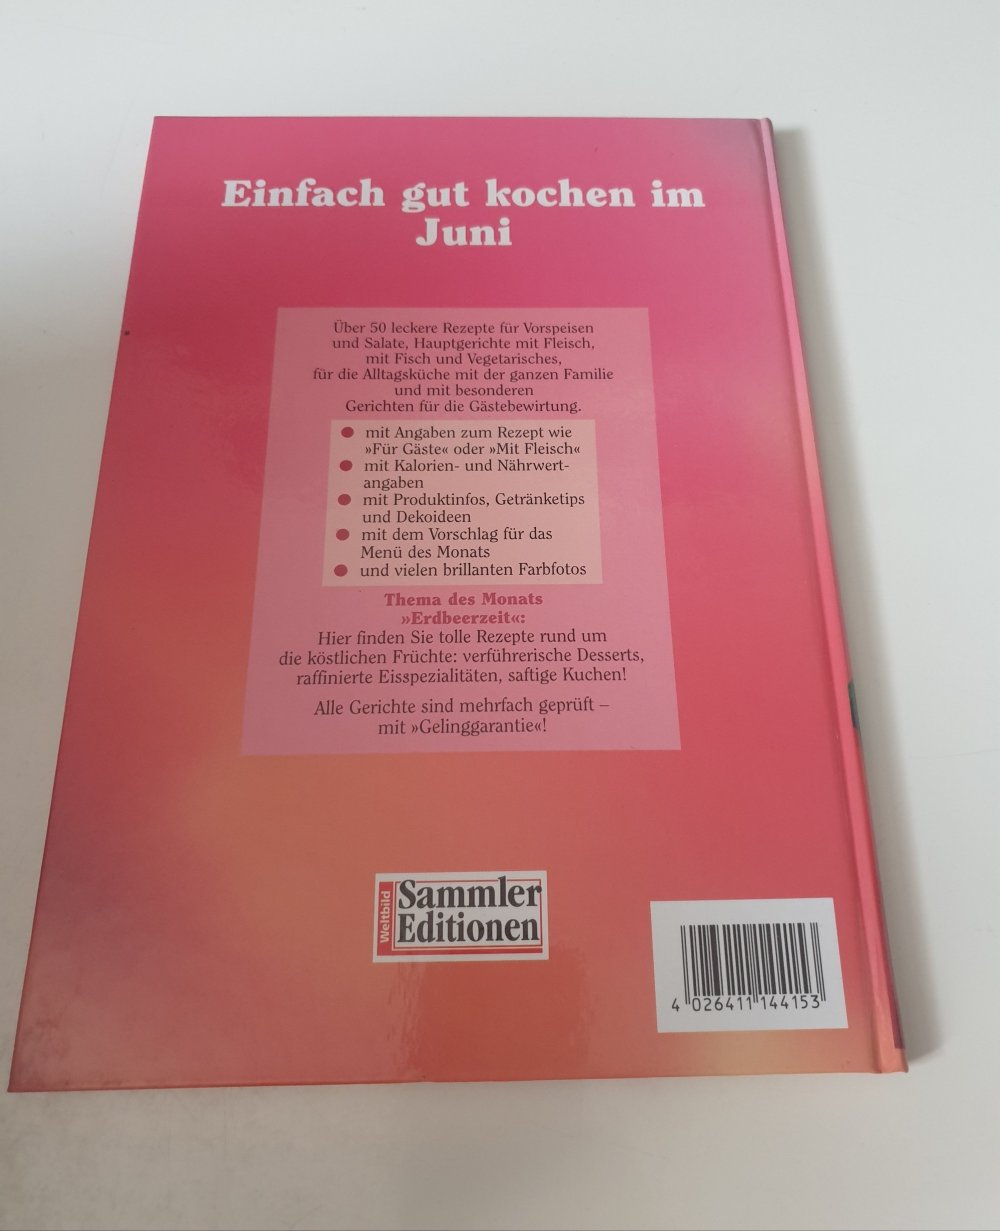 Einfach gut kochen im
Juni
Über 50 leckere Rezepte für Vorspeisen
und Salate, Hauptgerichte mit Fleisch,
mit Fisch und Vegetarisches,
für die Alltagsküche mit der ganzen Familie
und mit besonderen
Gerichten für die Gästebewirtung.
● mit Angaben zum Rezept wie
»Für Gäste« oder »Mit Fleisch«
● mit Kalorien- und Nährwert-
angaben
● mit Produktinfos, Getränketips
und Dekoideen
● mit dem Vorschlag für das
Menü des Monats
● und vielen brillanten Farbfotos
Thema des Monats
»Erdbeerzeit«:
Hier finden Sie tolle Rezepte rund um
die köstlichen Früchte: verführerische Desserts,
raffinierte Eisspezialitäten, saftige Kuchen!
Alle Gerichte sind mehrfach geprüft –
mit »Gelinggarantie«!
Weltbild
Sammler
Editionen
4 026411 144153